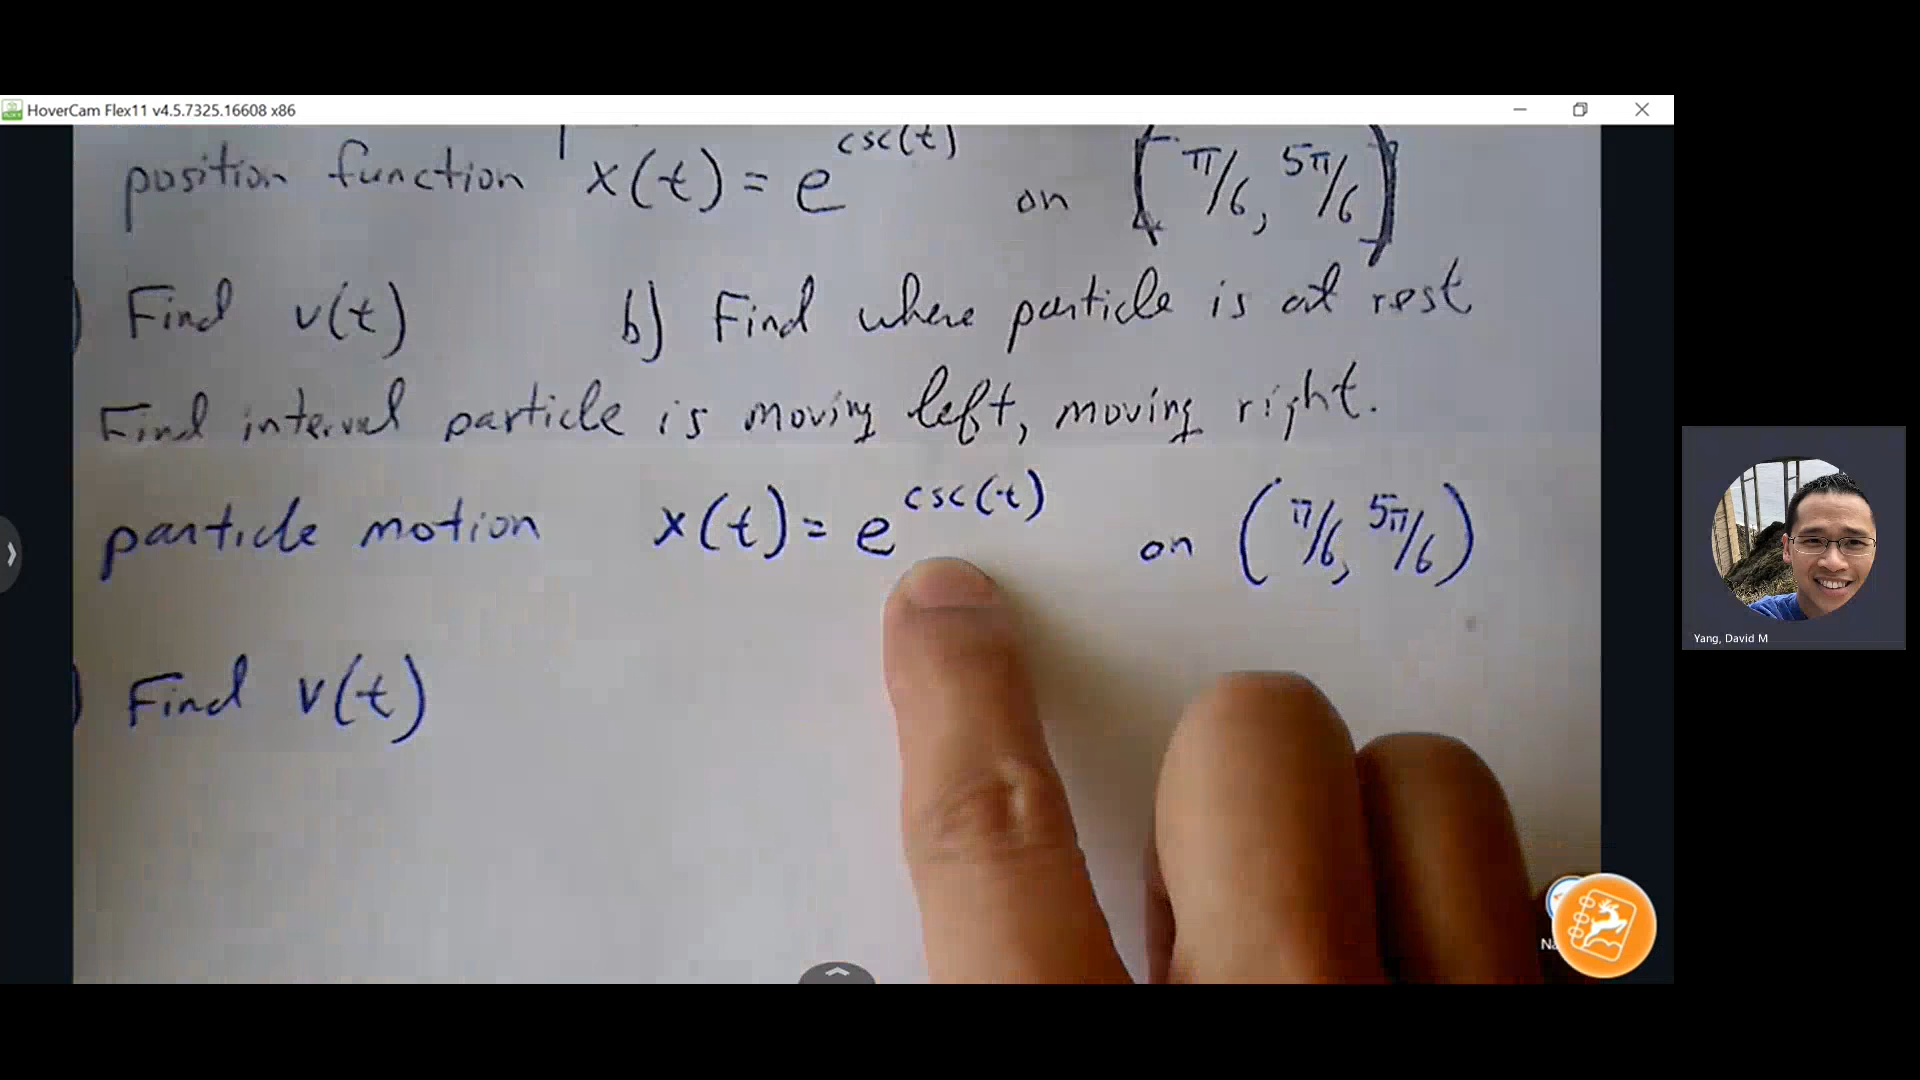 HoverCam Flex11 v4.5.7325.16608 x86
position function x(t) = e^csc(t) on (π/6, 5π/6)
) Find v(t) b) Find where particle is at rest
Find interval particle is moving left, moving right.
particle motion x(t) = e^csc(t) on (π/6, 5π/6)
) Find v(t)
Yang, David M